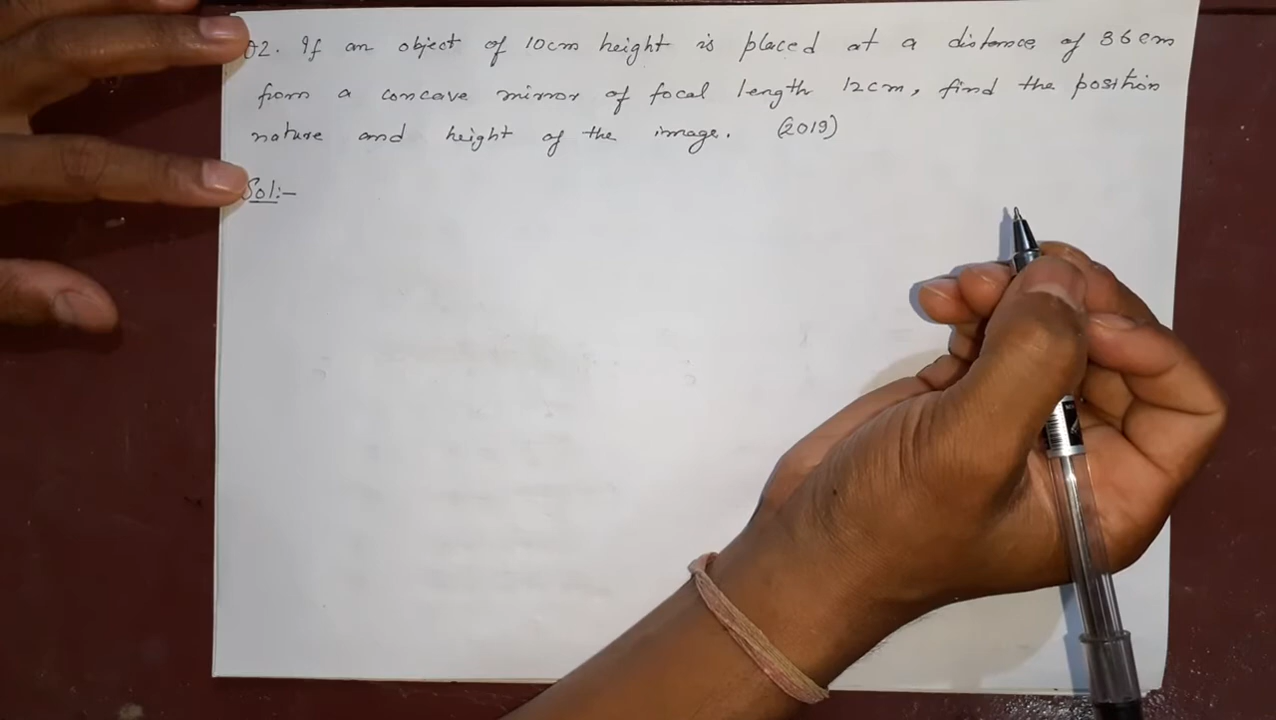 Q2. If an object of 10cm height is placed at a distance of 36cm
from a concave mirror of focal length 12cm, find the position
nature and height of the image. (2019)
Sol:-